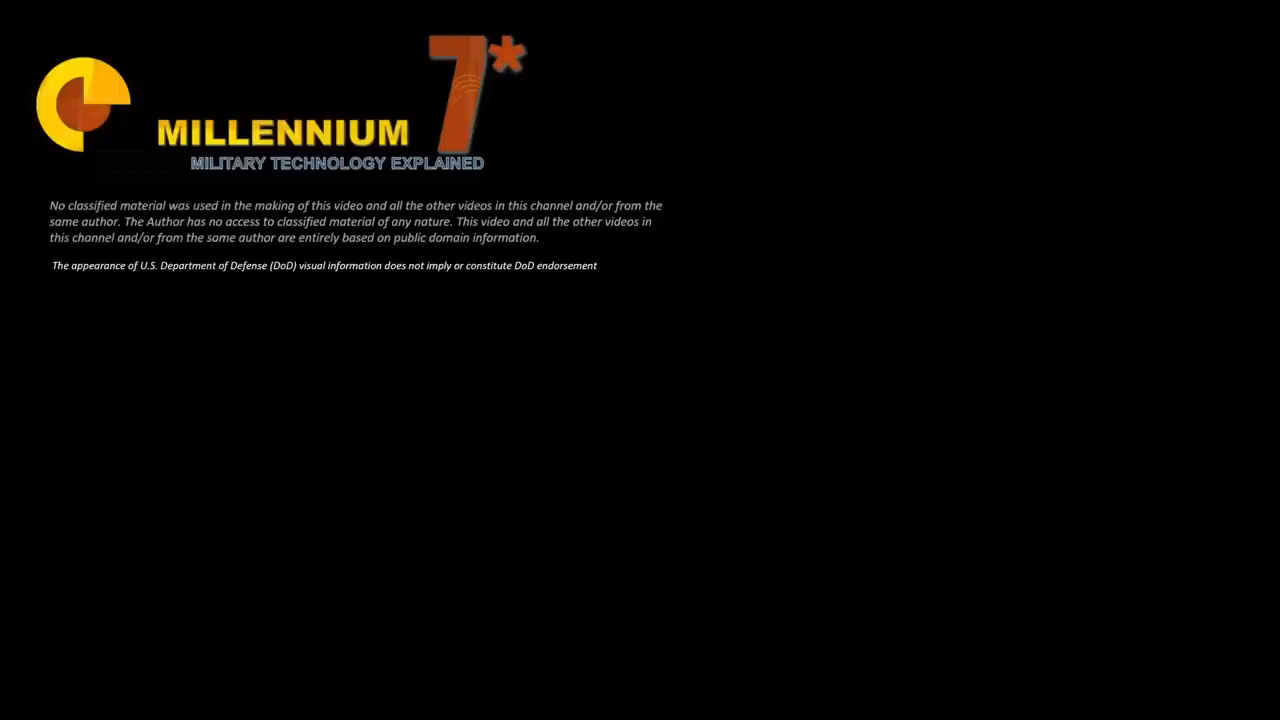 7*
MILLENNIUM
MILITARY TECHNOLOGY EXPLAINED
No classified material was used in the making of this video and all the other videos in this channel and/or from the
same author. The Author has no access to classified material of any nature. This video and all the other videos in
this channel and/or from the same author are entirely based on public domain information.
The appearance of U.S. Department of Defense (DoD) visual information does not imply or constitute DoD endorsement